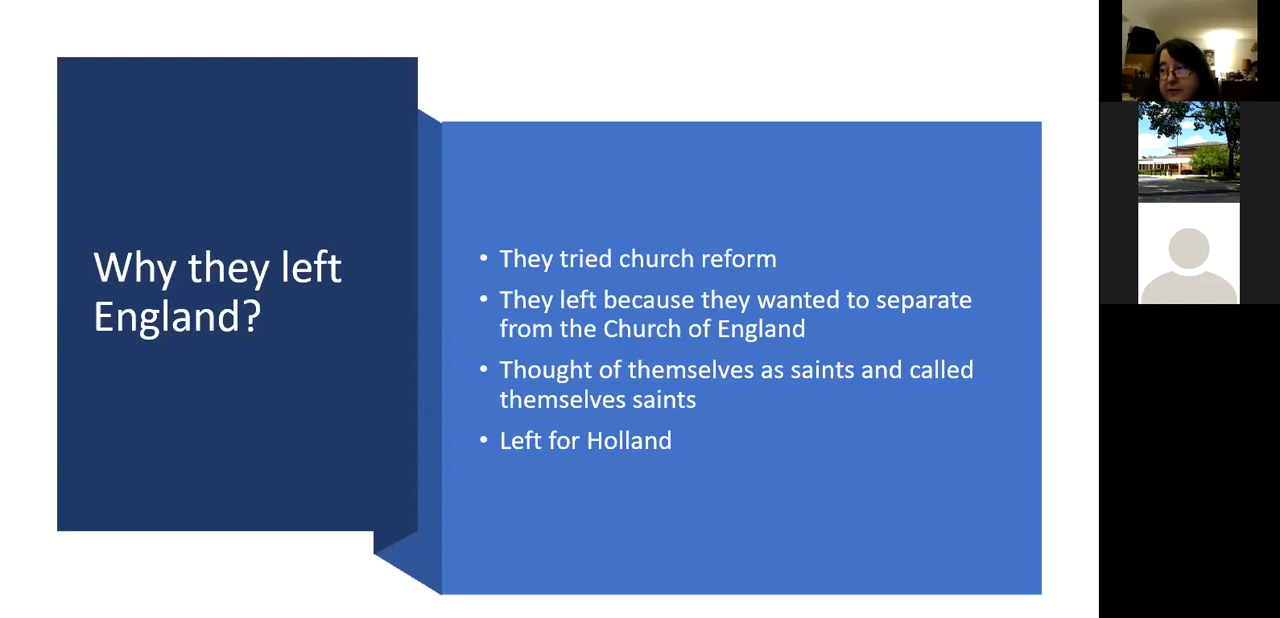 Why they left
England?
• They tried church reform
• They left because they wanted to separate
from the Church of England
• Thought of themselves as saints and called
themselves saints
• Left for Holland